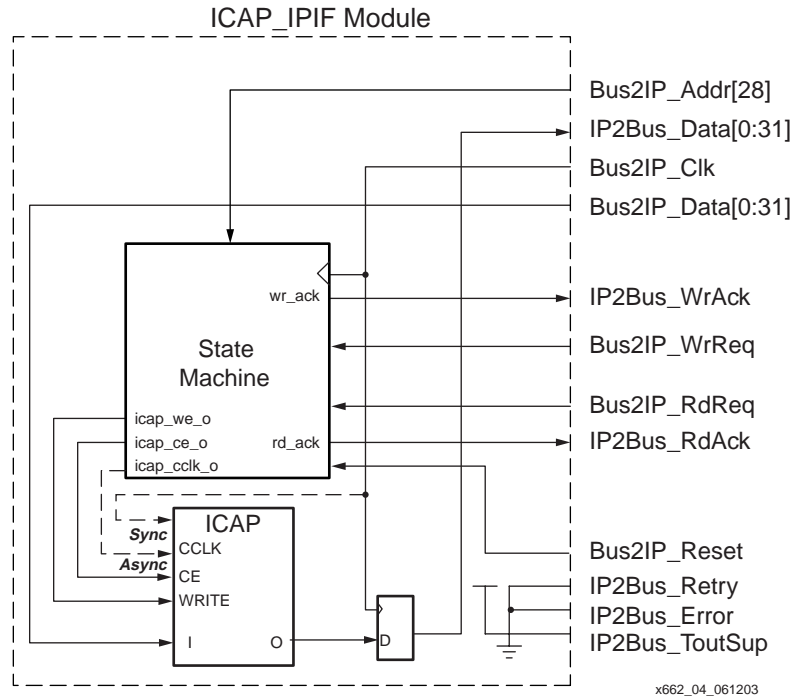 ICAP_IPIF Module
Bus2IP_Addr[28]
IP2Bus_Data[0:31]
Bus2IP_Clk
Bus2IP_Data[0:31]
wr_ack
IP2Bus_WrAck
State
Machine
Bus2IP_WrReq
Bus2IP_RdReq
icap_we_o
icap_ce_o
rd_ack
IP2Bus_RdAck
icap_cclk_o
ICAP
Sync
CCLK
Async
CE
WRITE
I
O
D
Bus2IP_Reset
IP2Bus_Retry
IP2Bus_Error
IP2Bus_ToutSup
x662_04_061203